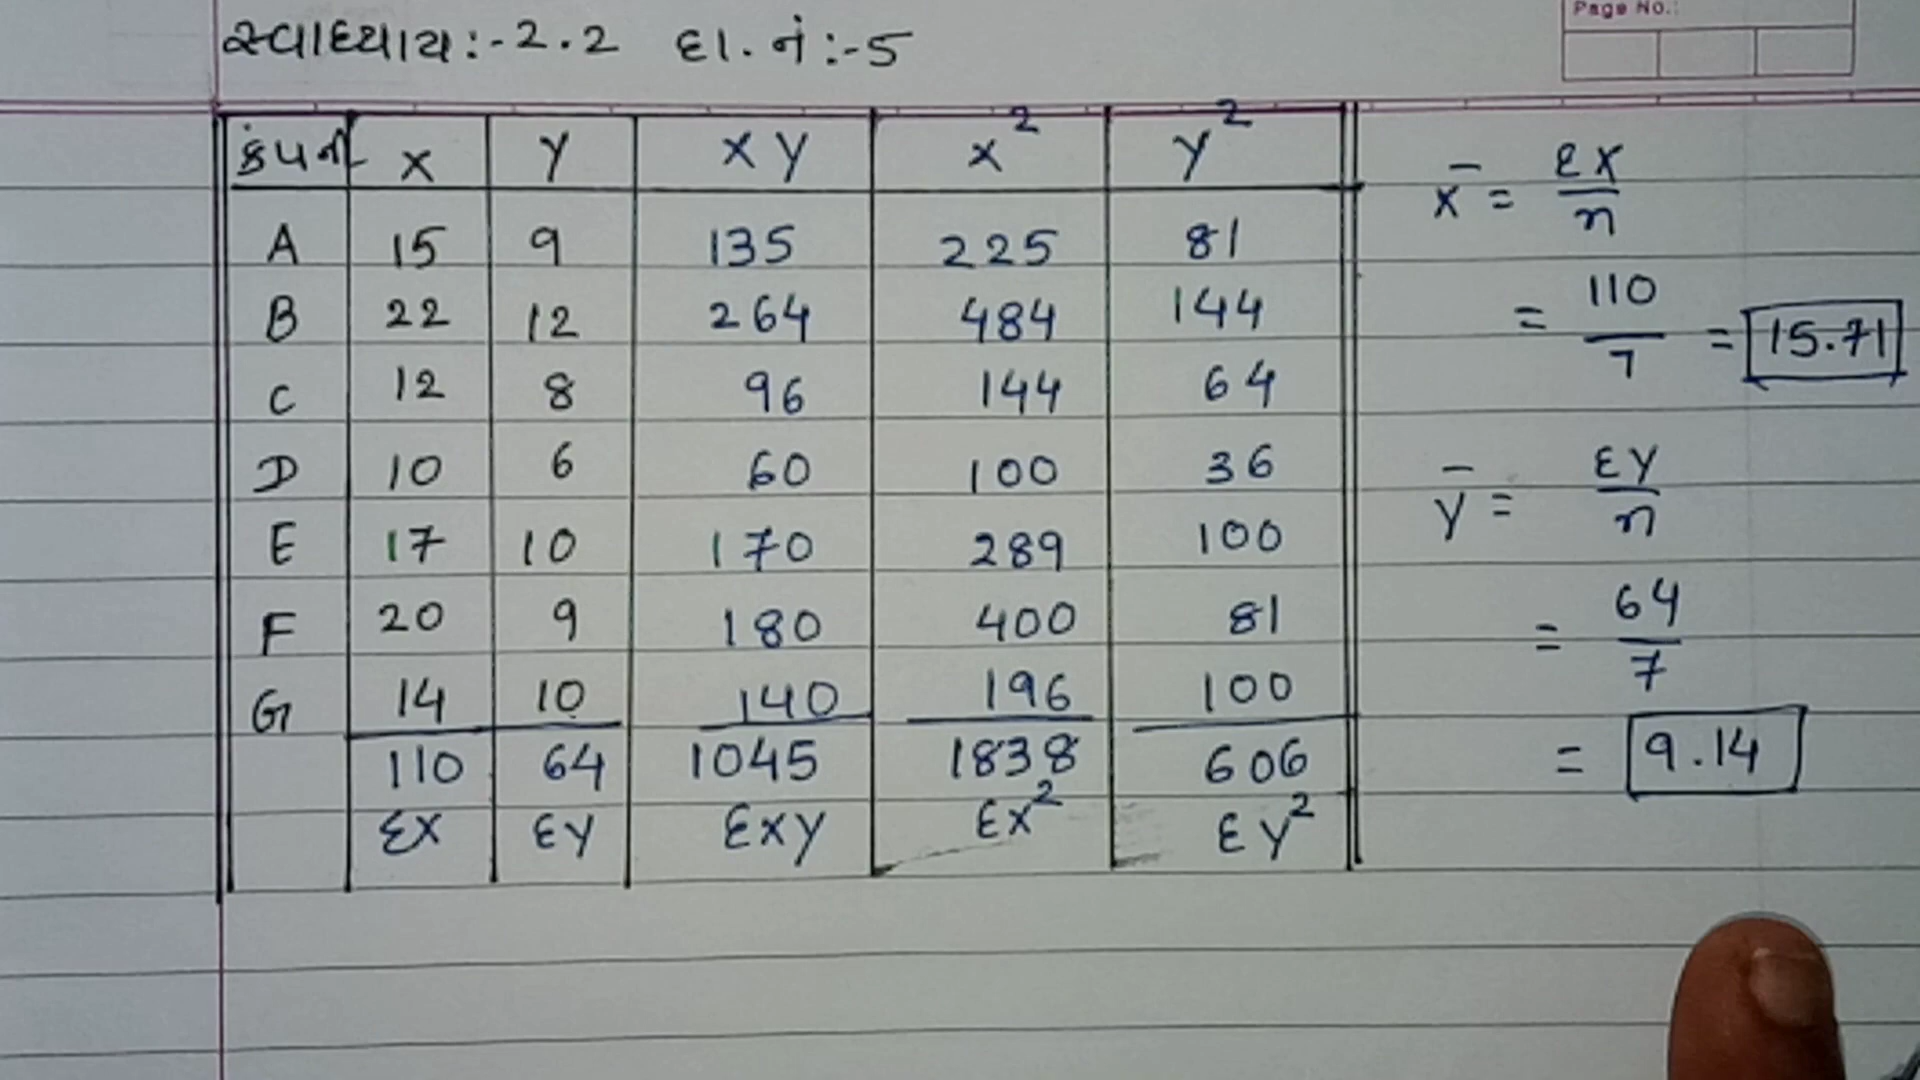 Page No.:
સ્વાધ્યાય:-2.2 દા.નં:-5
કંપની x y xy x² y²
A 15 9 135 225 81
B 22 12 264 484 144
C 12 8 96 144 64
D 10 6 60 100 36
E 17 10 170 289 100
F 20 9 180 400 81
G 14 10 140 196 100
110 64 1045 1838 606
Σx Σy Σxy Σx² Σy²
x̄ = Σx/n
= 110/7 = 15.71
ȳ = Σy/n
= 64/7
= 9.14